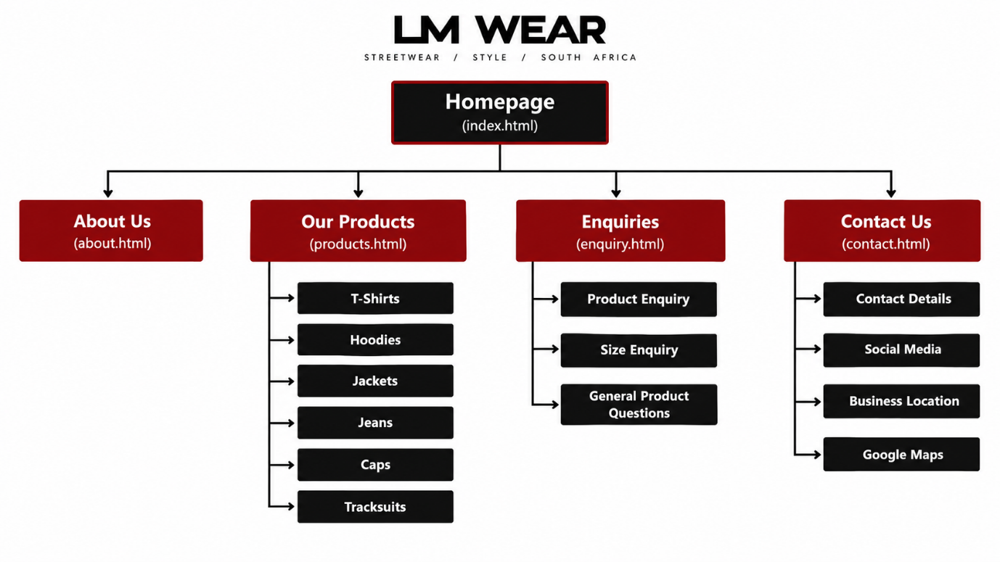 LM WEAR
STREETWEAR / STYLE / SOUTH AFRICA
Homepage
(index.html)
About Us
(about.html)
Our Products
(products.html)
T-Shirts
Hoodies
Jackets
Jeans
Caps
Tracksuits
Enquiries
(enquiry.html)
Product Enquiry
Size Enquiry
General Product
Questions
Contact Us
(contact.html)
Contact Details
Social Media
Business Location
Google Maps